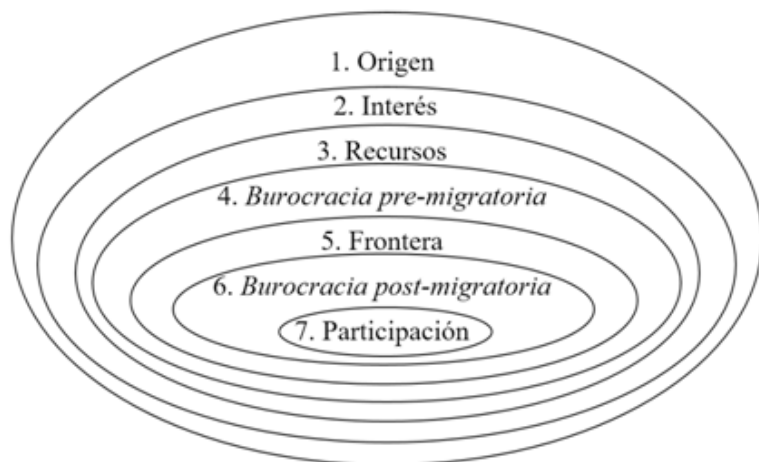 1. Origen
2. Interés
3. Recursos
4. Burocracia pre-migratoria
5. Frontera
6. Burocracia post-migratoria
7. Participación